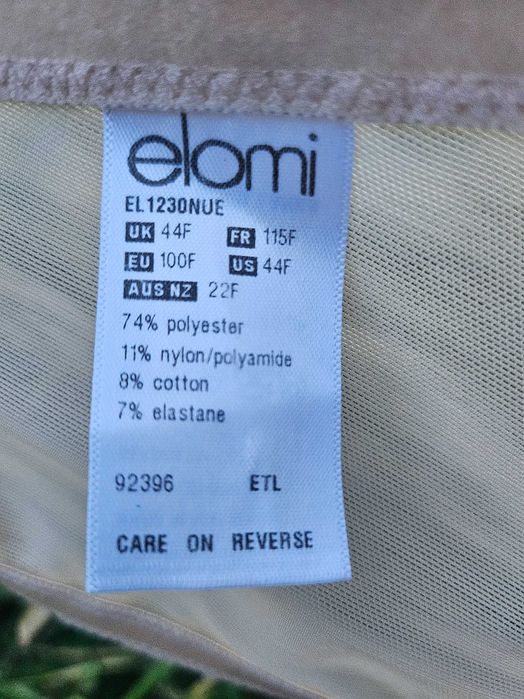 elomi
EL1230NUE
UK 44F FR 115F
EU 100F US 44F
AUS NZ 22F
74% polyester
11% nylon/polyamide
8% cotton
7% elastane
92396 ETL
CARE ON REVERSE